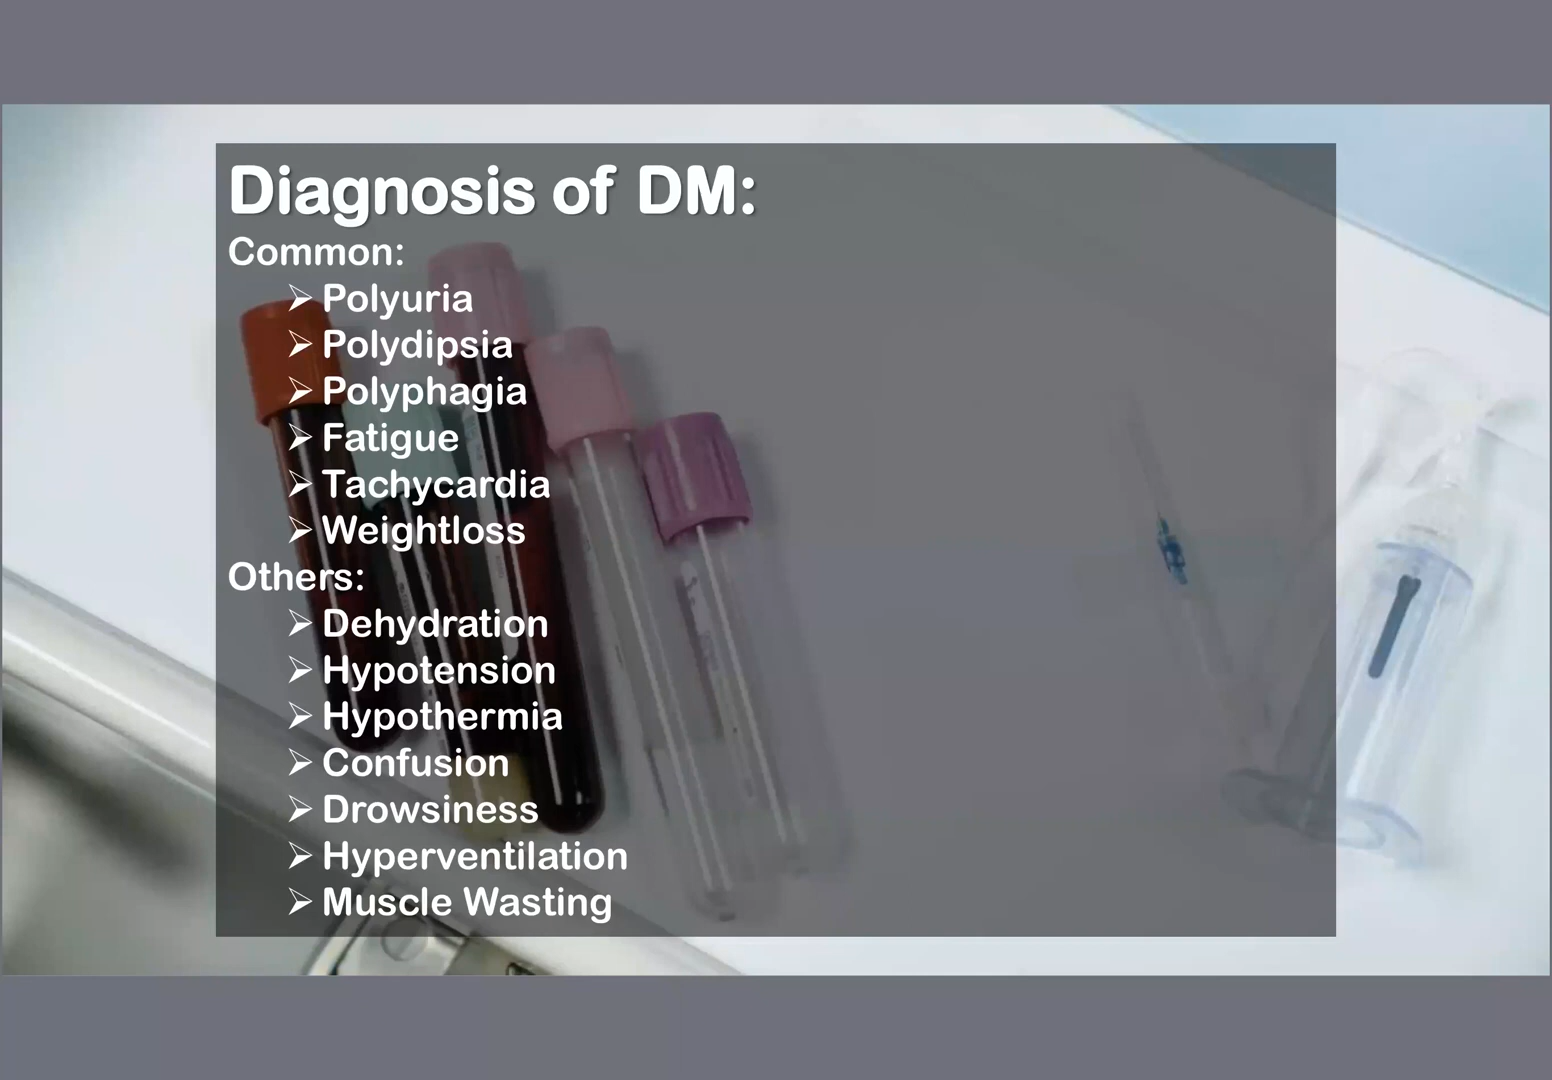 Diagnosis of DM:
Common:
➢ Polyuria
➢ Polydipsia
➢ Polyphagia
➢ Fatigue
➢ Tachycardia
➢ Weightloss
Others:
➢ Dehydration
➢ Hypotension
➢ Hypothermia
➢ Confusion
➢ Drowsiness
➢ Hyperventilation
➢ Muscle Wasting